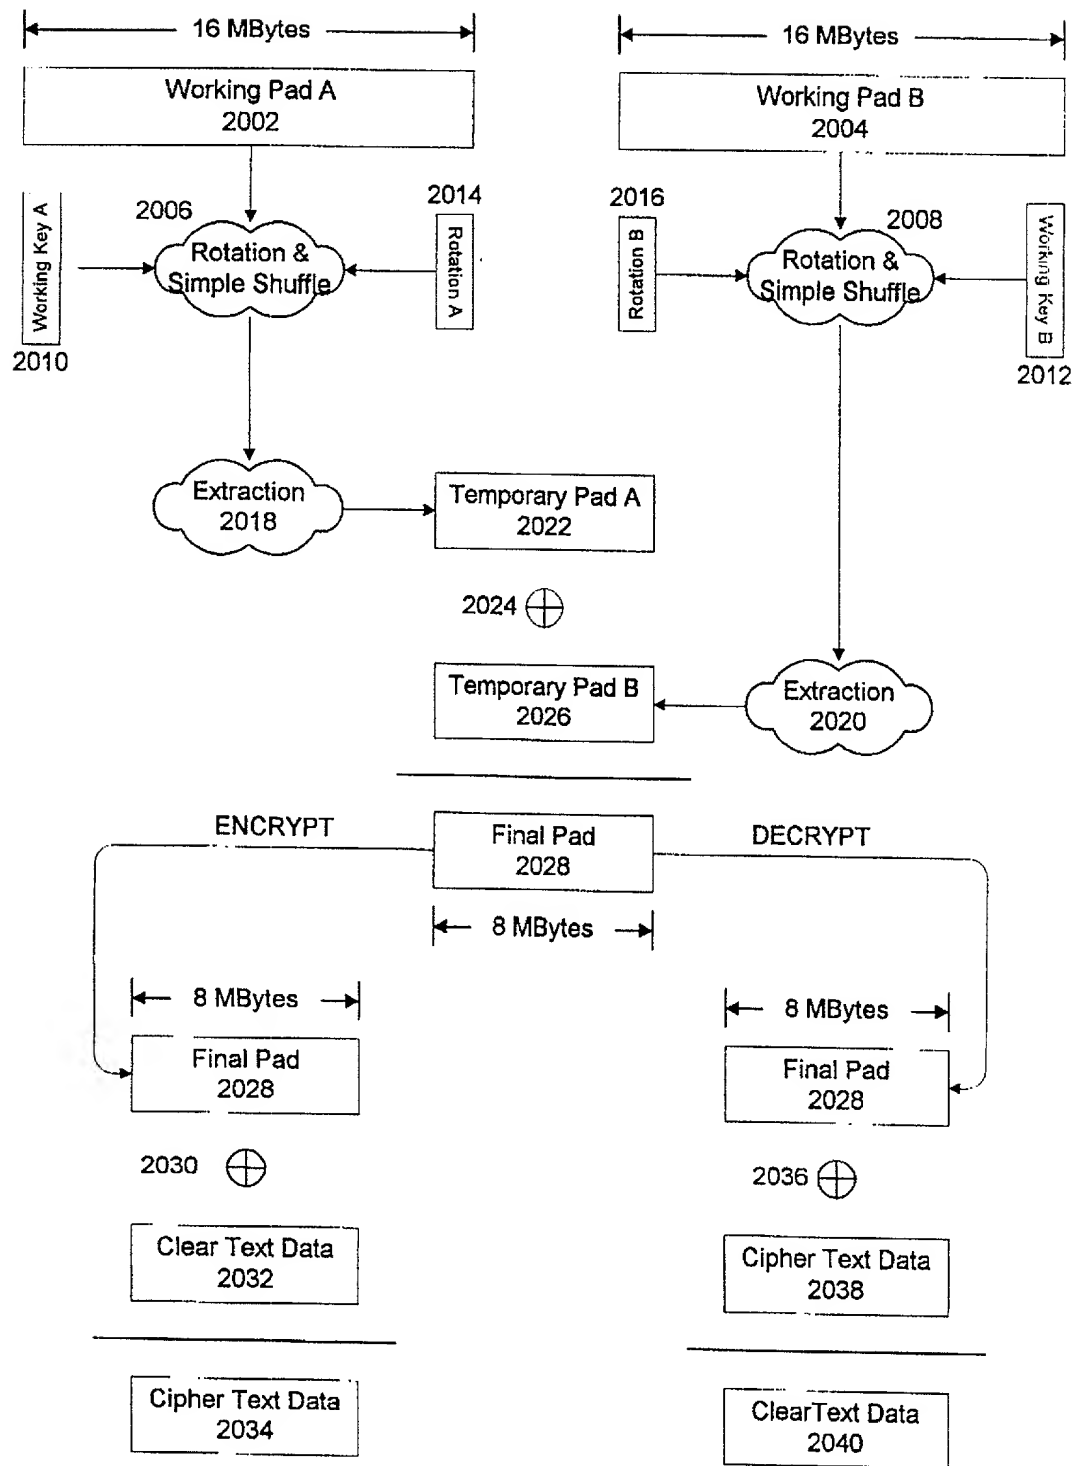 16 MBytes
16 MBytes
Working Pad A
2002
Working Pad B
2004
Working Key A
2010
2006
Rotation &
Simple Shuffle
2014
Rotation A
2016
Rotation B
2008
Rotation &
Simple Shuffle
Working Key B
2012
Extraction
2018
Temporary Pad A
2022
2024
Temporary Pad B
2026
Extraction
2020
ENCRYPT
Final Pad
2028
DECRYPT
8 MBytes
8 MBytes
8 MBytes
Final Pad
2028
Final Pad
2028
2030
2036
Clear Text Data
2032
Cipher Text Data
2038
Cipher Text Data
2034
ClearText Data
2040